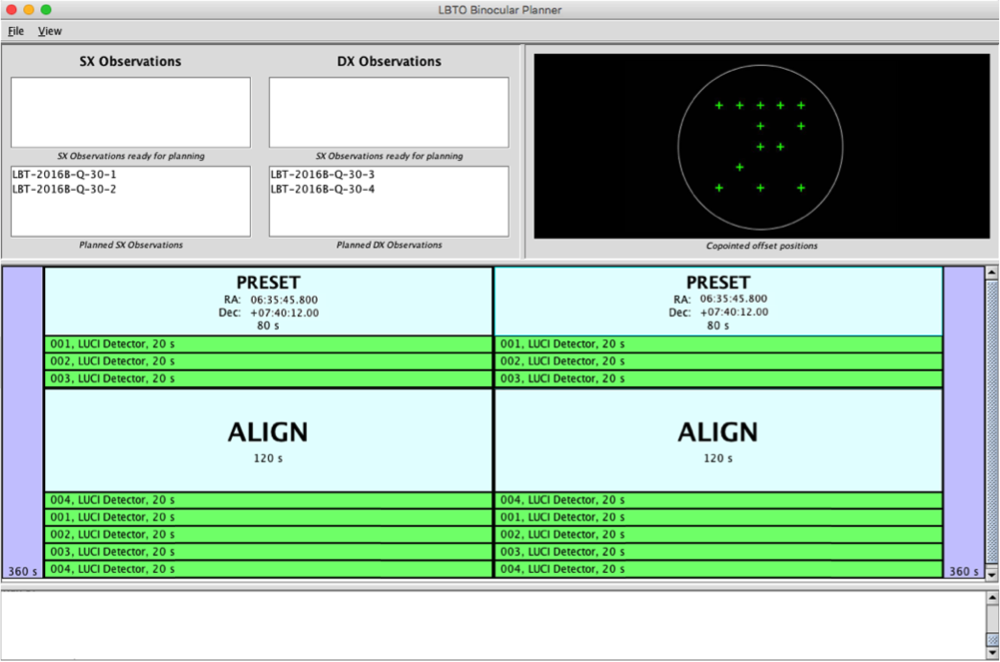 LBTO Binocular Planner
File View
SX Observations
DX Observations
SX Observations ready for planning
SX Observations ready for planning
LBT-2016B-Q-30-1
LBT-2016B-Q-30-2
LBT-2016B-Q-30-3
LBT-2016B-Q-30-4
Planned SX Observations
Planned DX Observations
Copointed offset positions
PRESET
RA: 06:35:45.800
Dec: +07:40:12.00
80 s
001, LUCI Detector, 20 s
002, LUCI Detector, 20 s
003, LUCI Detector, 20 s
ALIGN
120 s
004, LUCI Detector, 20 s
001, LUCI Detector, 20 s
002, LUCI Detector, 20 s
003, LUCI Detector, 20 s
004, LUCI Detector, 20 s
360 s
PRESET
RA: 06:35:45.800
Dec: +07:40:12.00
80 s
001, LUCI Detector, 20 s
002, LUCI Detector, 20 s
003, LUCI Detector, 20 s
ALIGN
120 s
004, LUCI Detector, 20 s
001, LUCI Detector, 20 s
002, LUCI Detector, 20 s
003, LUCI Detector, 20 s
004, LUCI Detector, 20 s
360 s